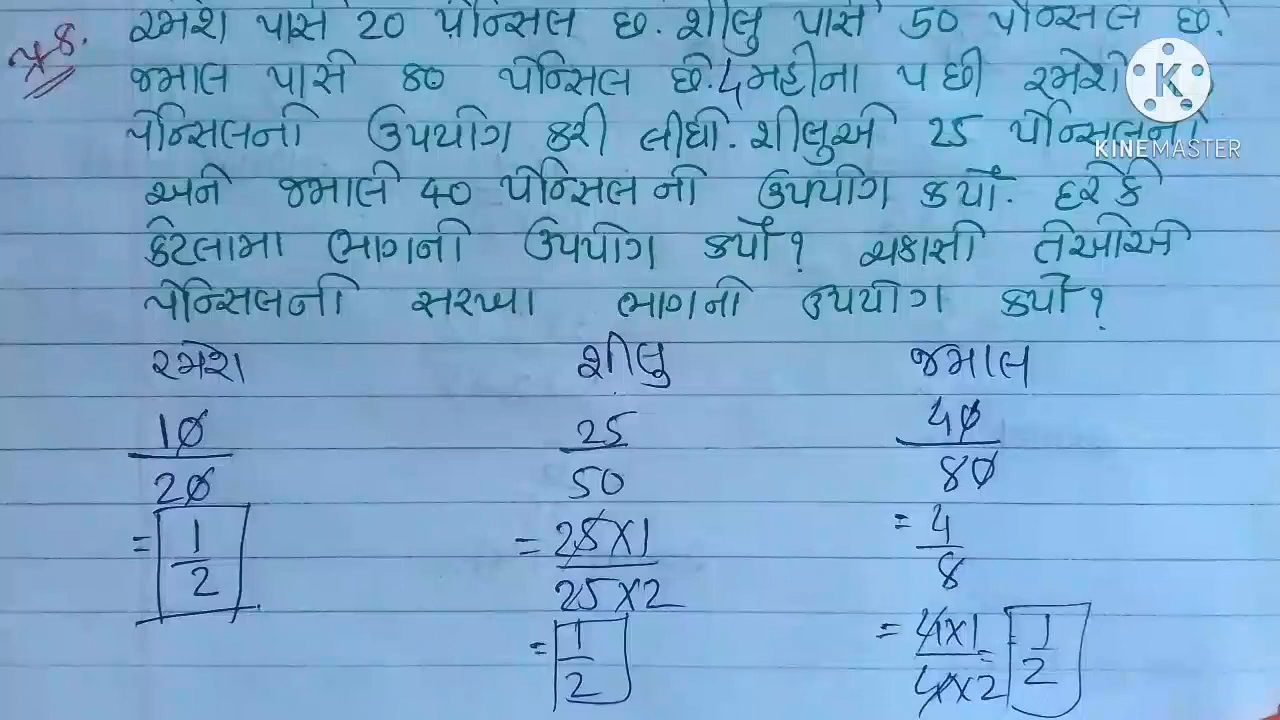 પ્ર 8. રમેશ પાસે 20 પેન્સિલ છે. શીલુ પાસે 50 પેન્સિલ છે.
જમાલ પાસે 80 પેન્સિલ છે. 4 મહીના પછી રમેશે
પેન્સિલનો ઉપયોગ કરી લીધો. શીલુએ 25 પેન્સિલનો
અને જમાલે 40 પેન્સિલ નો ઉપયોગ કર્યો. દરેકે
કેટલામા ભાગનો ઉપયોગ કર્યો? ચકાસો તેઓએ
પેન્સિલનો સરખા ભાગનો ઉપયોગ કર્યો?
રમેશ શીલુ જમાલ
10/20 25/50 40/80
= 1/2 = 25×1/25×2 = 4/8
= 1/2 = 4×1/4×2 = 1/2
K
KINEMASTER